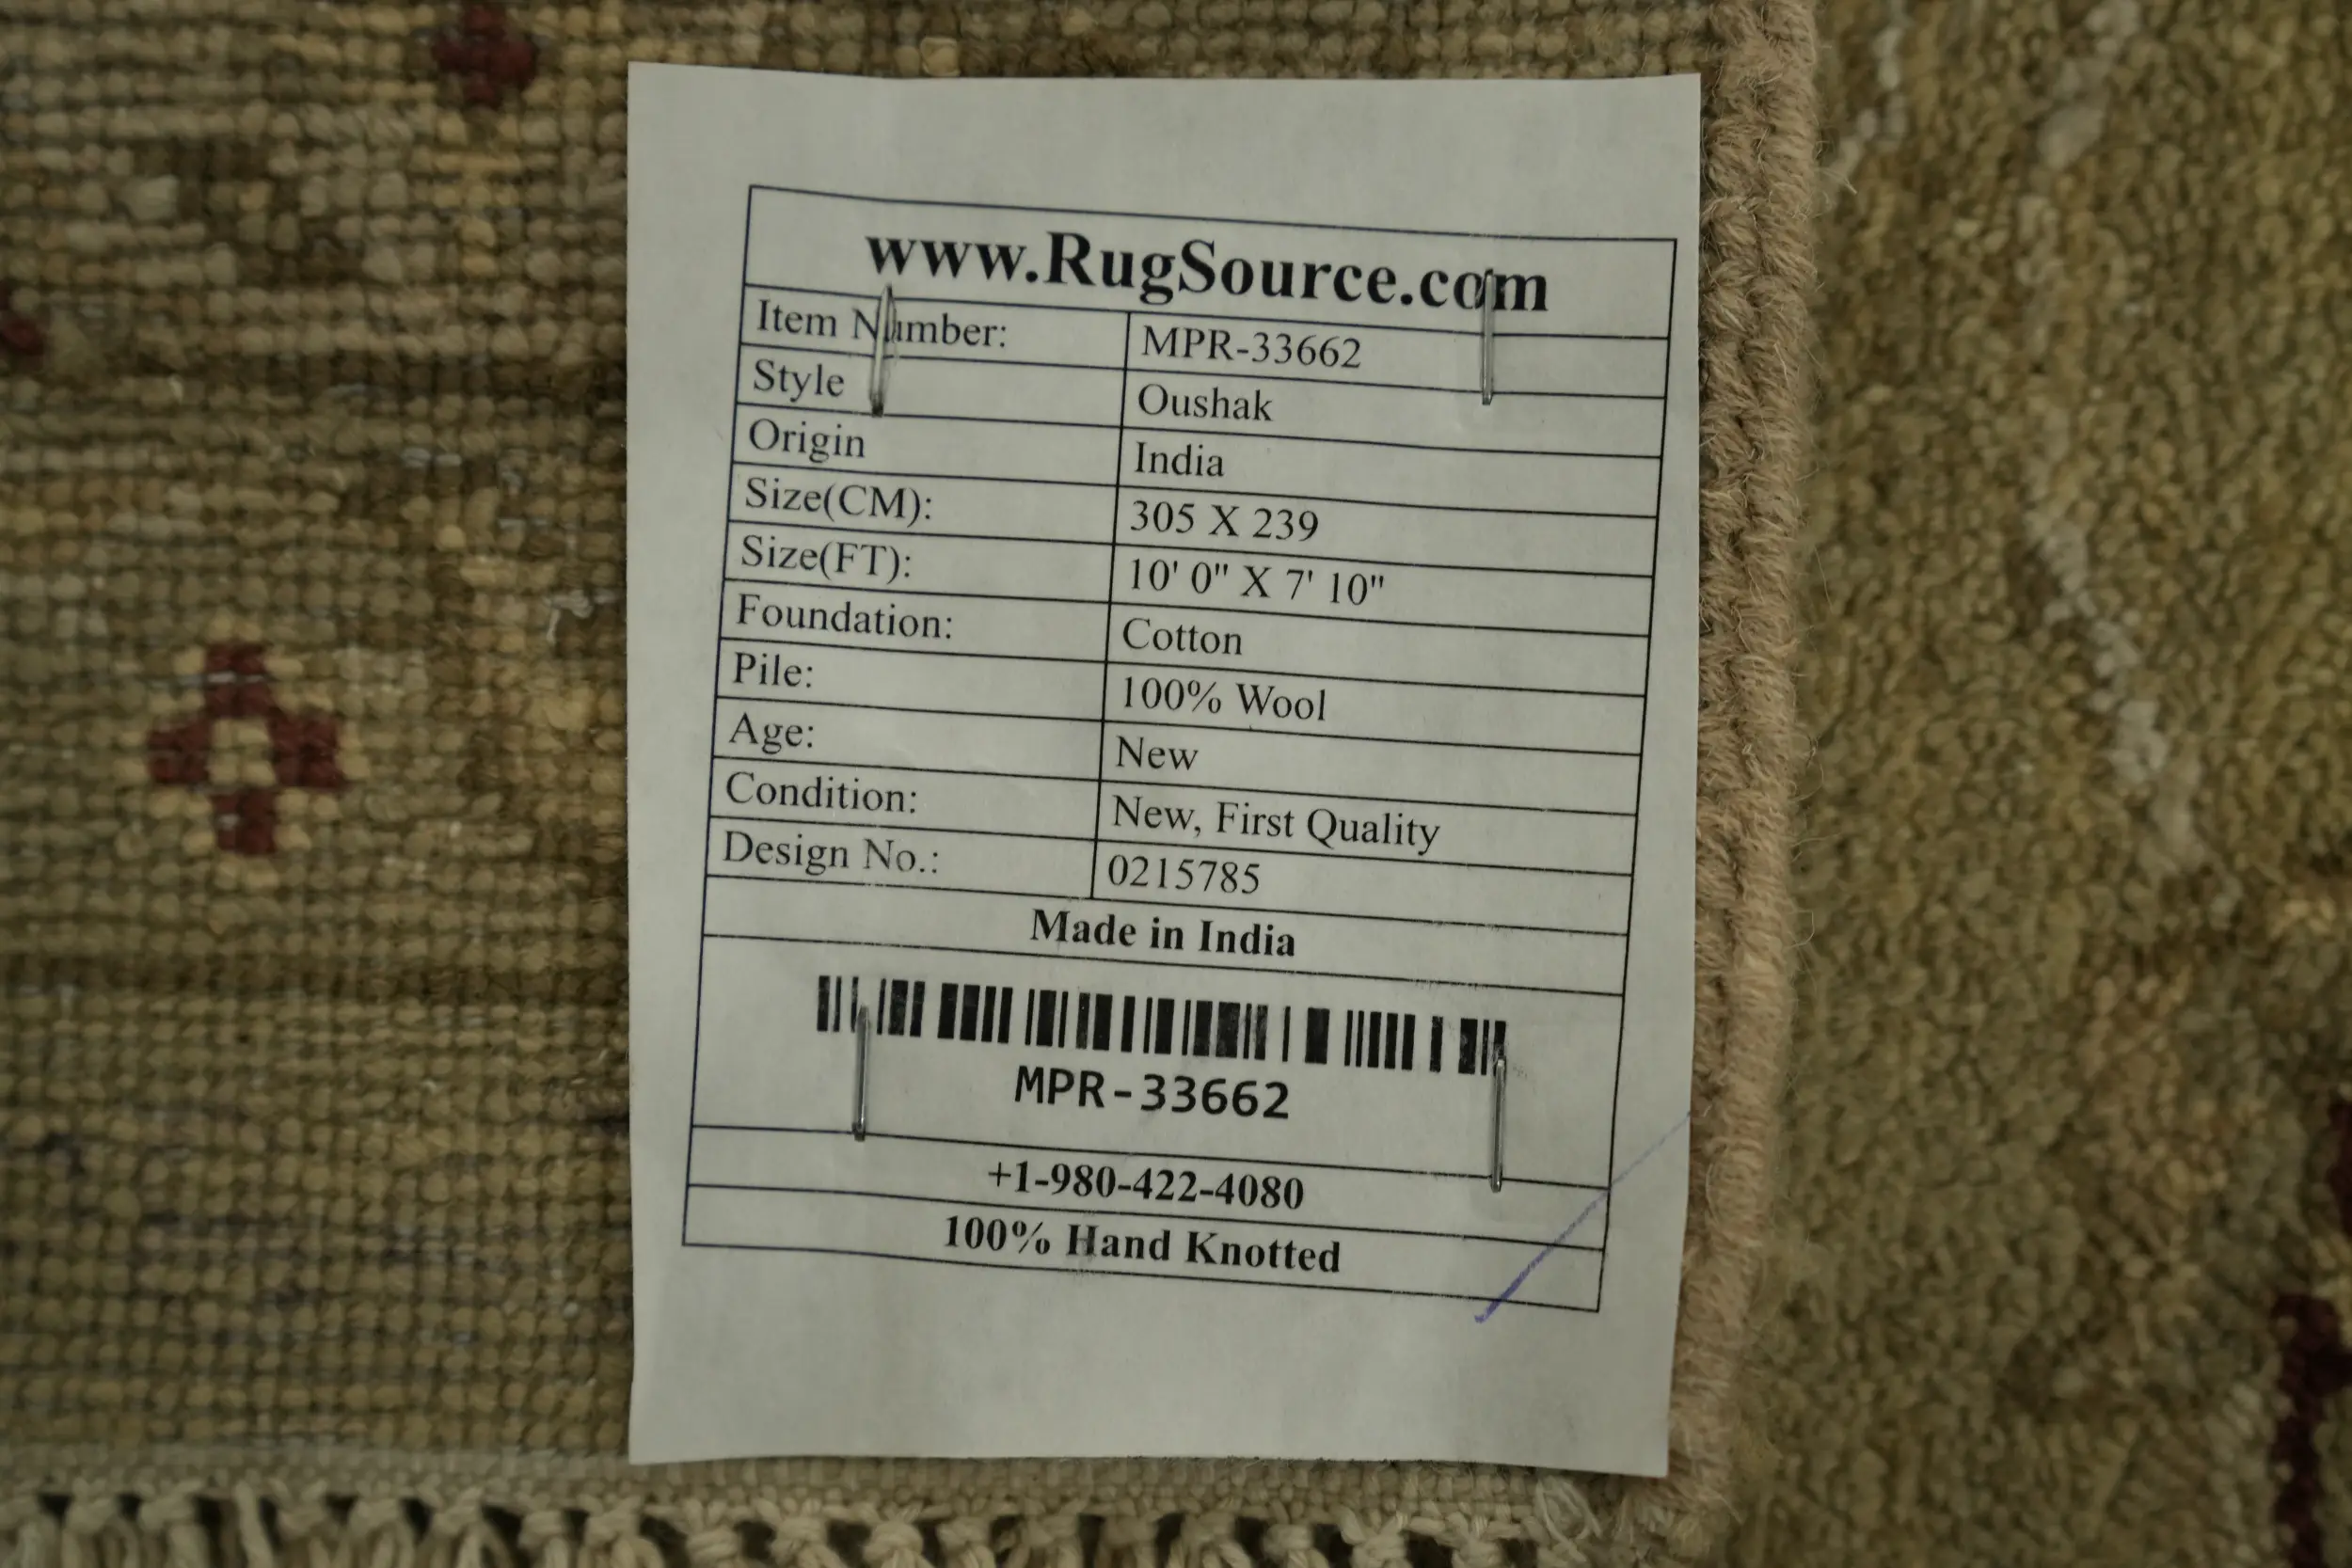 www.RugSource.com
Item Number: MPR-33662
Style Oushak
Origin India
Size(CM): 305 X 239
Size(FT): 10' 0" X 7' 10"
Foundation: Cotton
Pile: 100% Wool
Age: New
Condition: New, First Quality
Design No.: 0215785
Made in India
MPR-33662
+1-980-422-4080
100% Hand Knotted